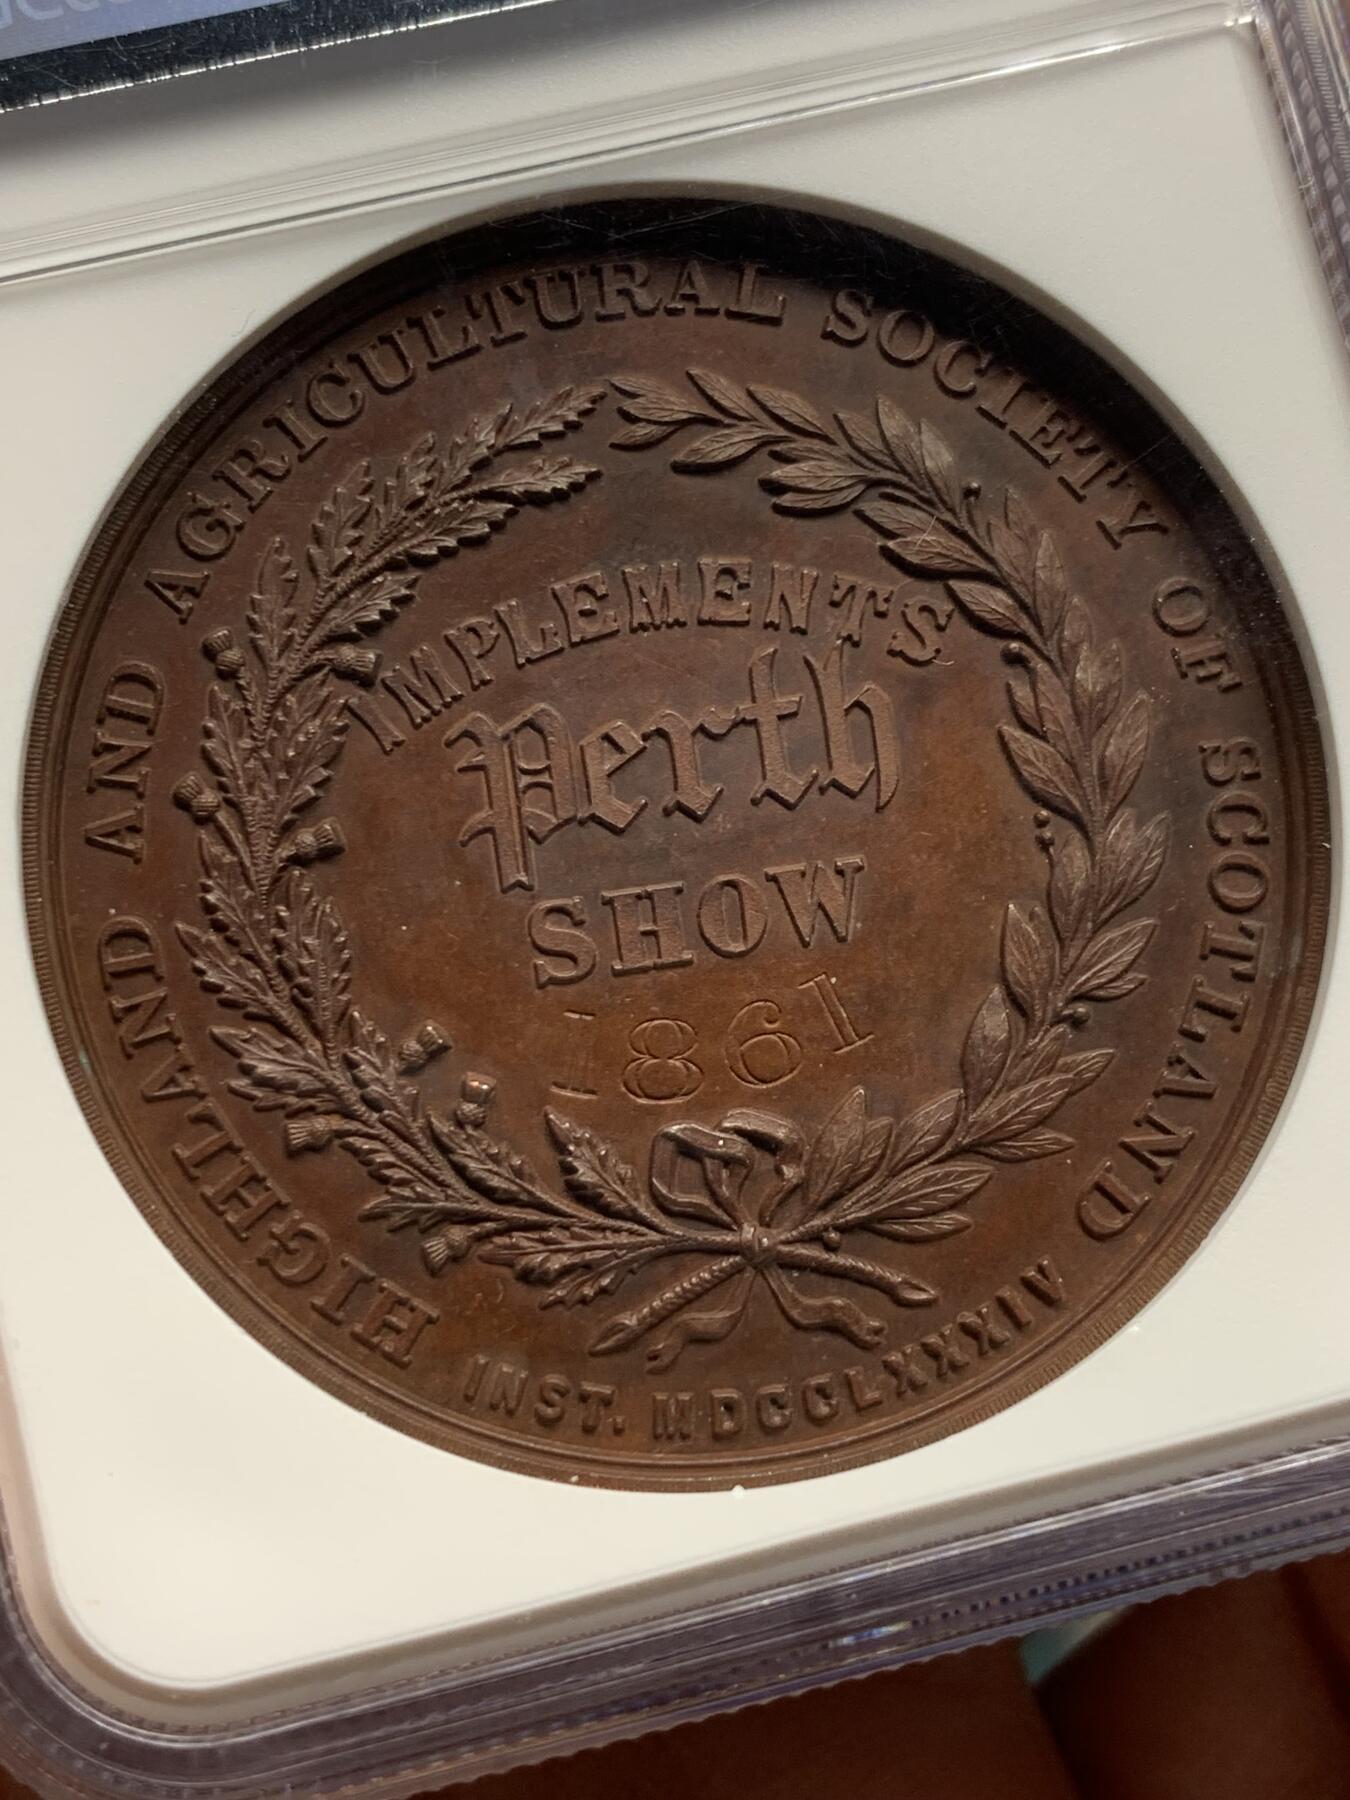 HIGHLAND AND AGRICULTURAL SOCIETY OF SCOTLAND
IMPLEMENTS
Perth
SHOW
1861
INST. MDCCLXXXIV